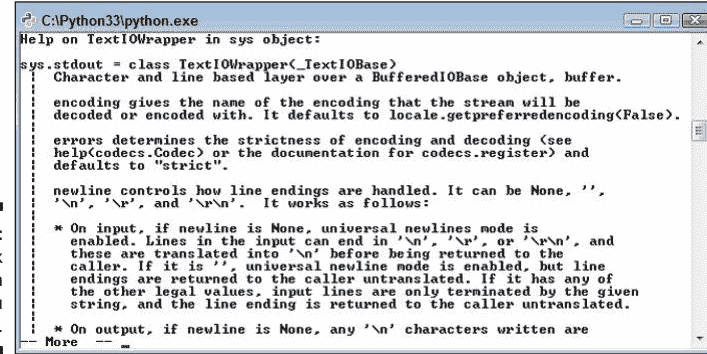 C:\Python33\python.exe
Help on TextIOWrapper in sys object:
sys.stdout = class TextIOWrapper(_TextIOBase)
 |  Character and line based layer over a BufferedIOBase object, buffer.
 |
 |  encoding gives the name of the encoding that the stream will be
 |  decoded or encoded with. It defaults to locale.getpreferredencoding(False).
 |
 |  errors determines the strictness of encoding and decoding (see
 |  help(codecs.Codec) or the documentation for codecs.register) and
 |  defaults to "strict".
 |
 |  newline controls how line endings are handled. It can be None, '',
 |  '\n', '\r', and '\r\n'.  It works as follows:
 |
 |  * On input, if newline is None, universal newlines mode is
 |    enabled. Lines in the input can end in '\n', '\r', or '\r\n', and
 |    these are translated into '\n' before being returned to the
 |    caller. If it is '', universal newline mode is enabled, but line
 |    endings are returned to the caller untranslated. If it has any of
 |    the other legal values, input lines are only terminated by the given
 |    string, and the line ending is returned to the caller untranslated.
 |
 |  * On output, if newline is None, any '\n' characters written are
-- More  -- _